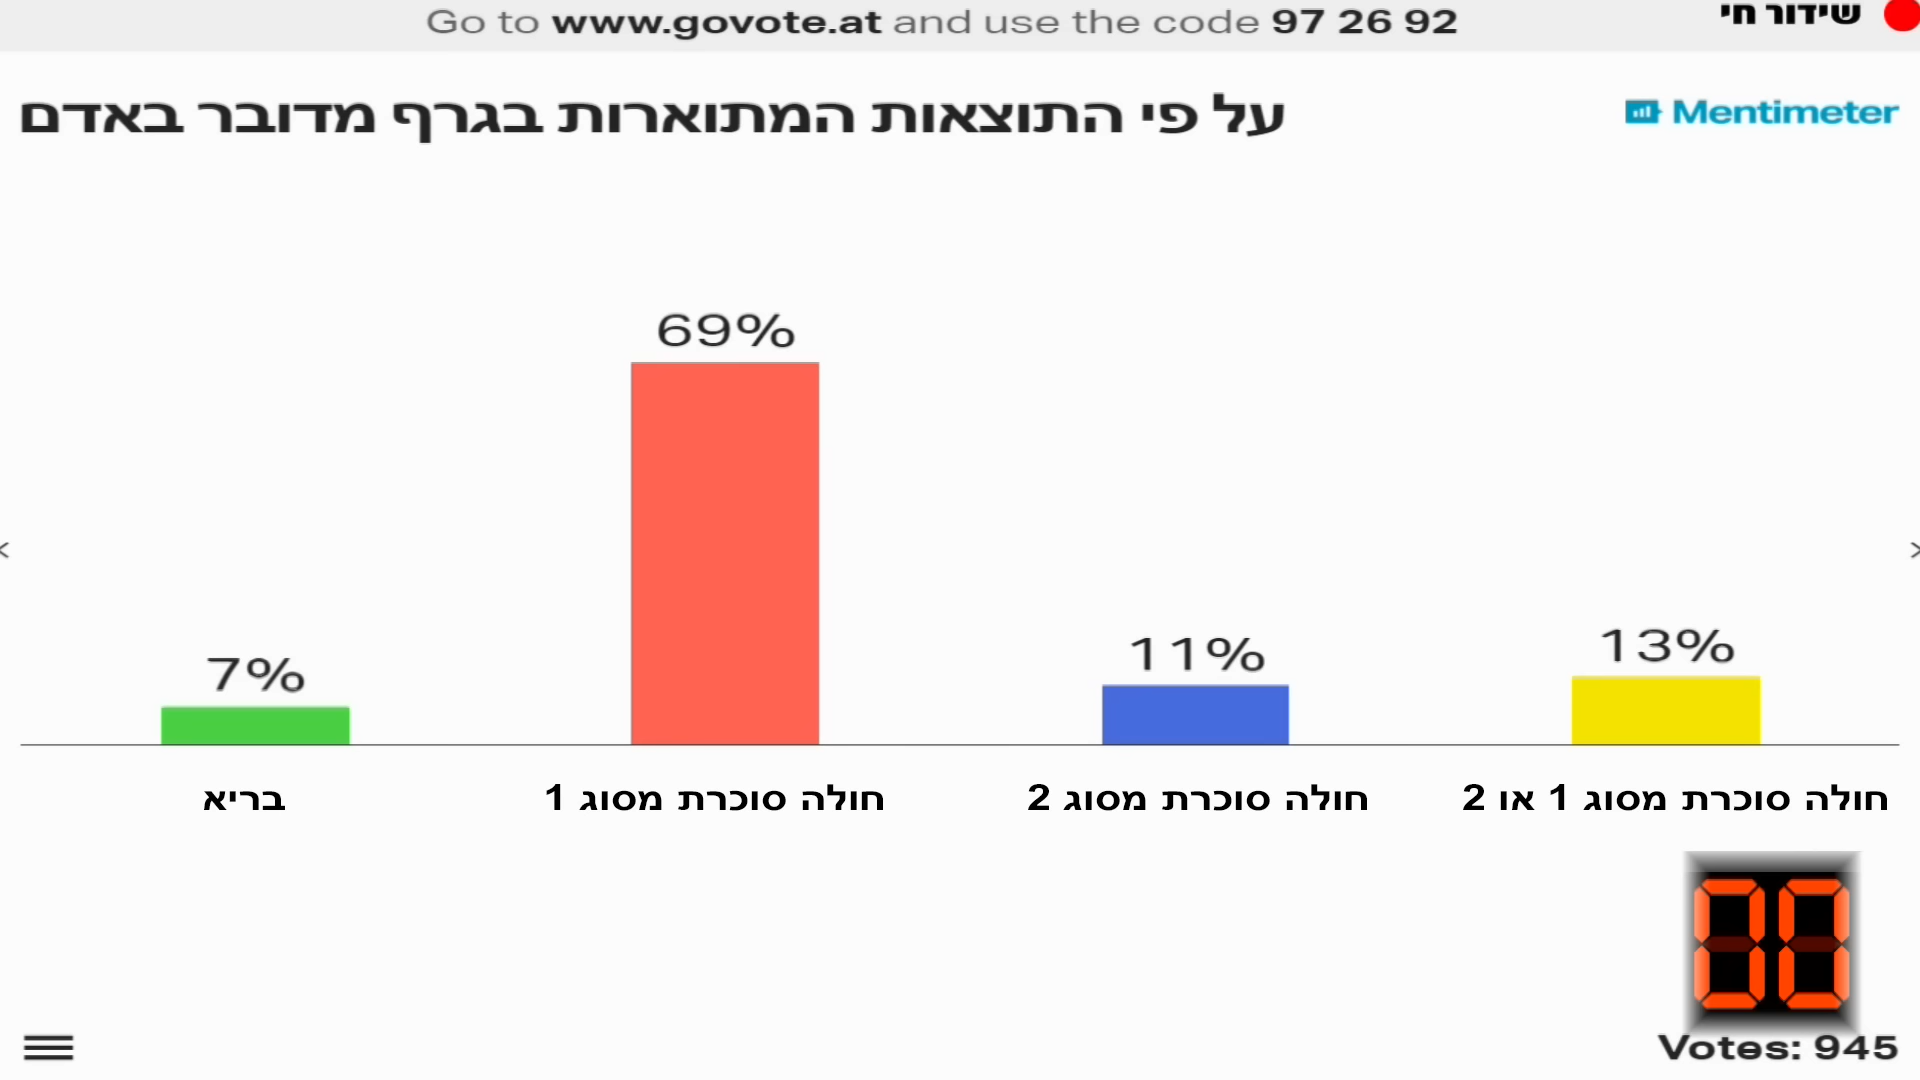 Go to www.govote.at and use the code 97 26 92
שידור חי
על פי התוצאות המתוארות בגרף מדובר באדם
Mentimeter
7%
69%
11%
13%
בריא
חולה סוכרת מסוג 1
חולה סוכרת מסוג 2
חולה סוכרת מסוג 1 או 2
00
Votes: 945